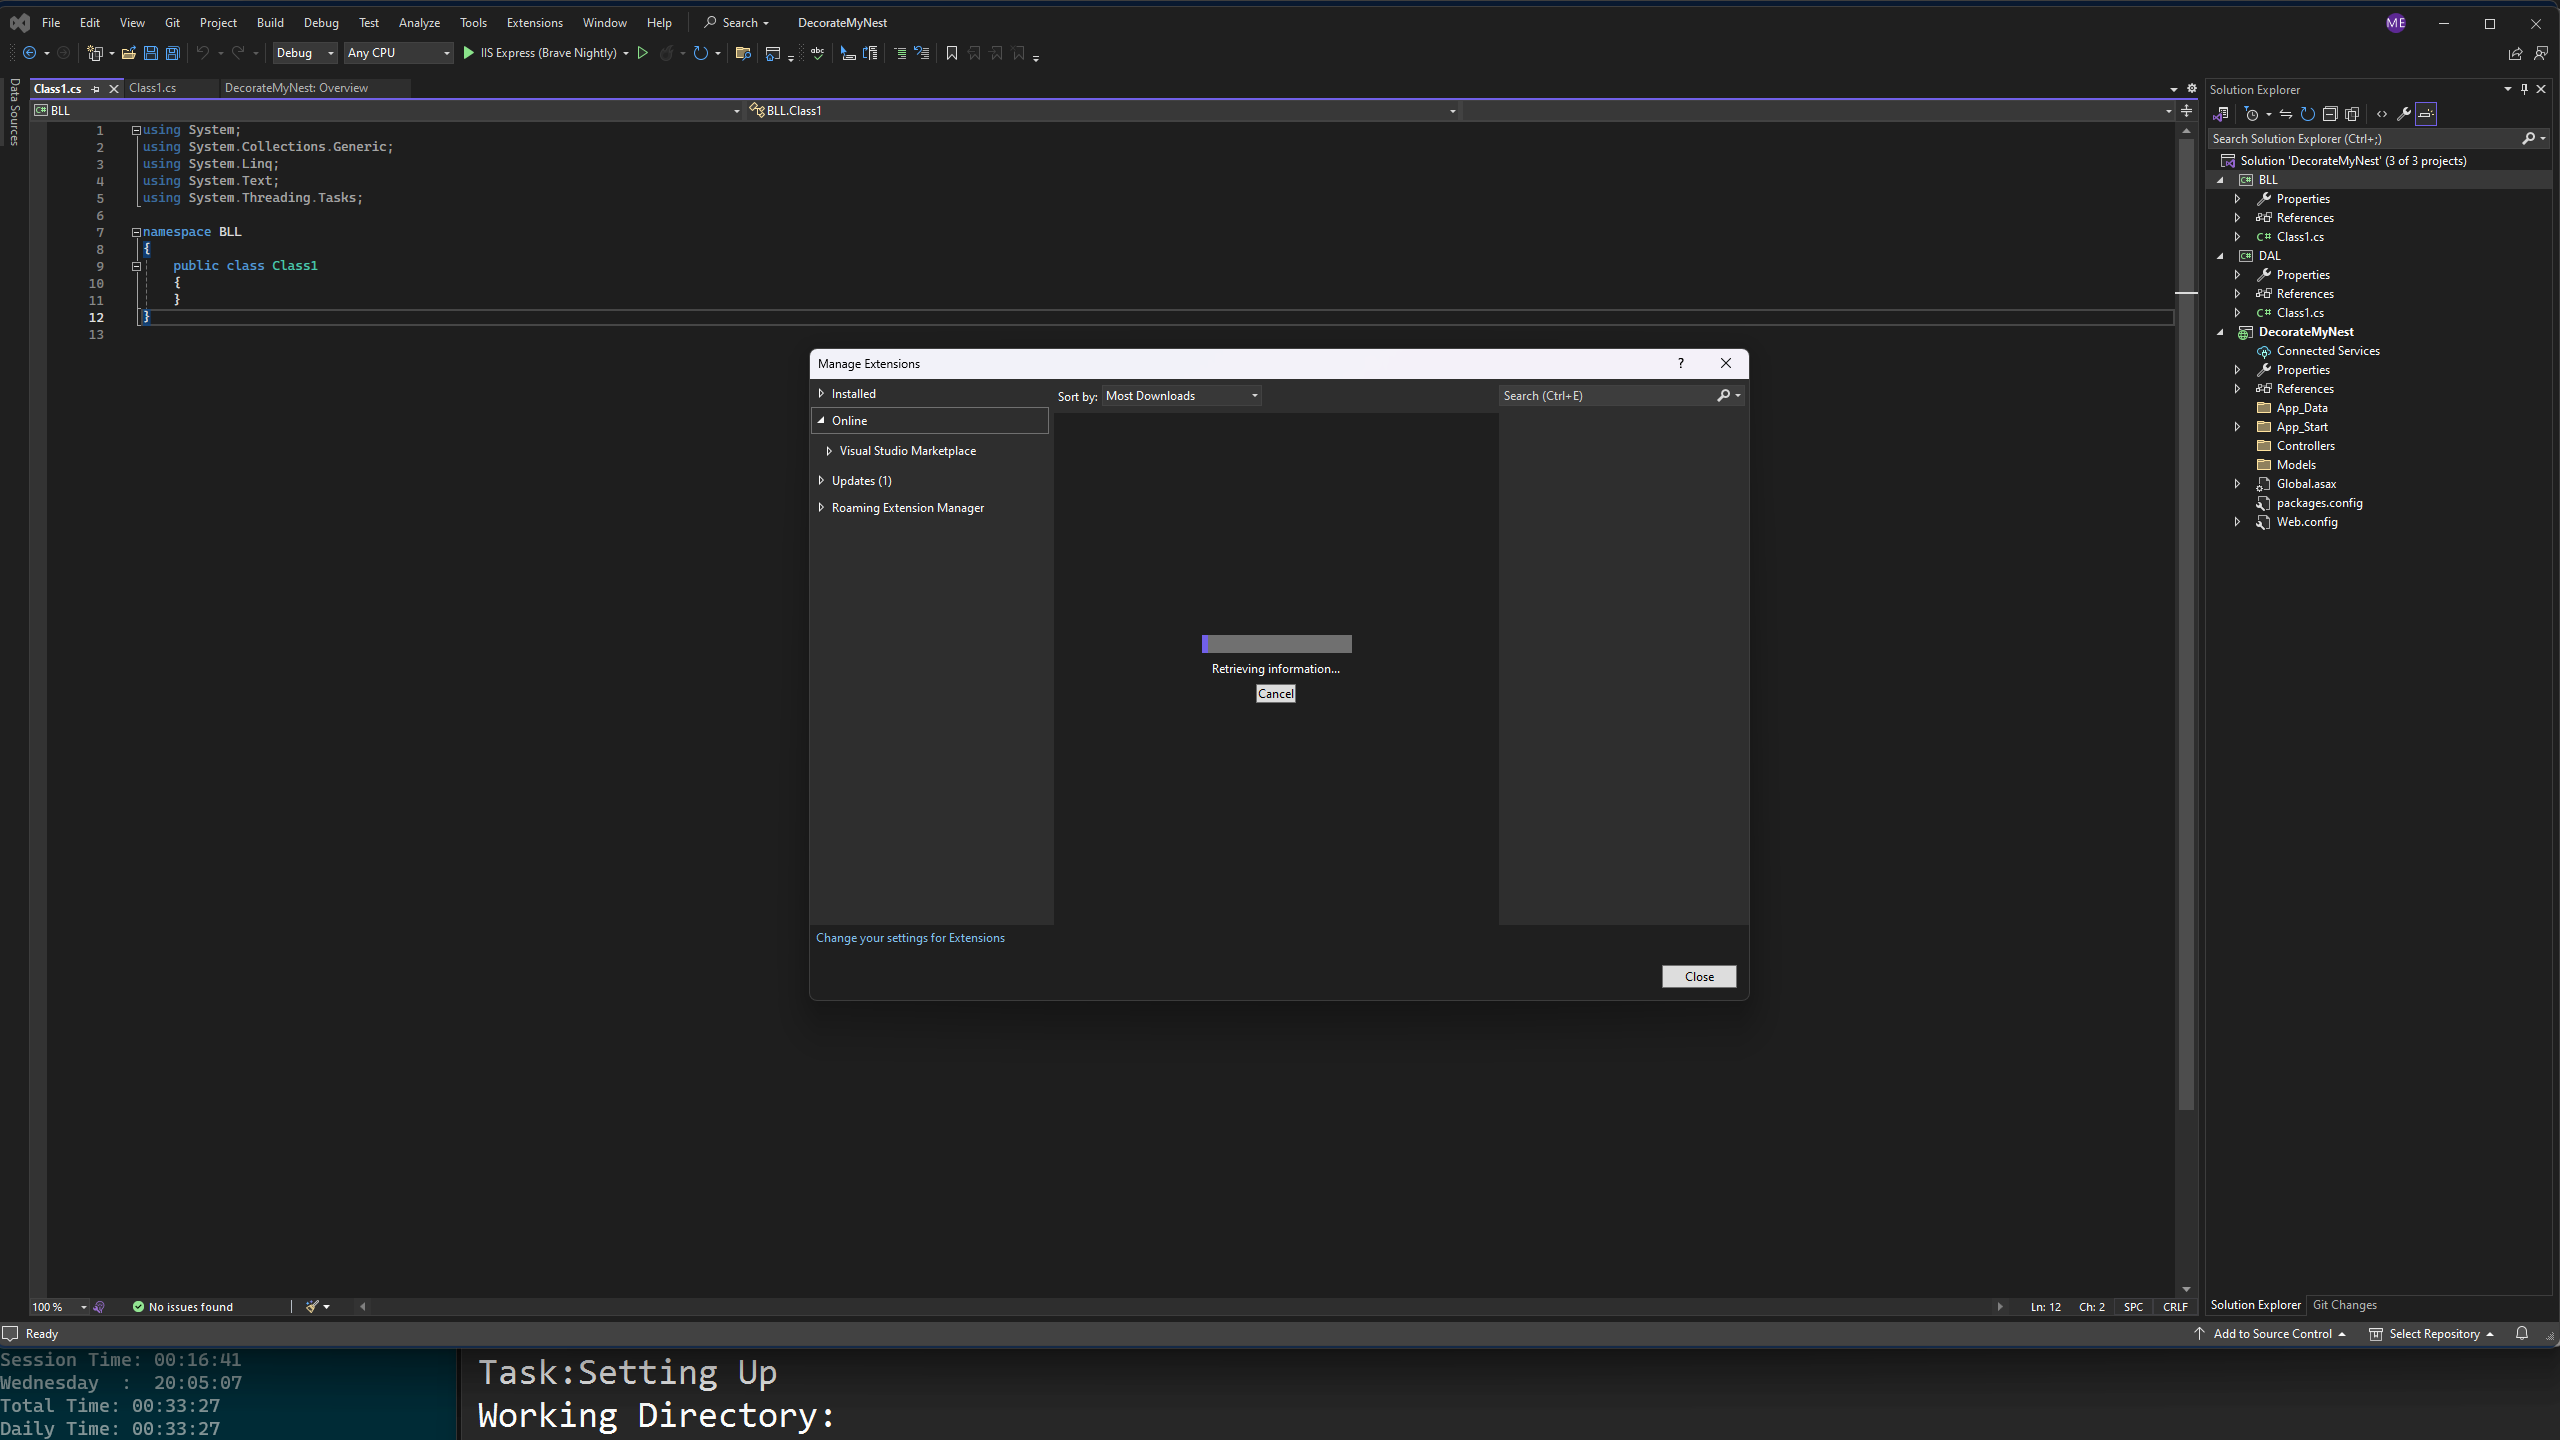 File Edit View Git Project Build Debug Test Analyze Tools Extensions Window Help Search DecorateMyNest ME
Debug Any CPU IIS Express (Brave Nightly)
Data Sources
Class1.cs Class1.cs DecorateMyNest: Overview
BLL BLL.Class1
1 using System;
2 using System.Collections.Generic;
3 using System.Linq;
4 using System.Text;
5 using System.Threading.Tasks;
6
7 namespace BLL
8 {
9 public class Class1
10 {
11 }
12 }
13
Manage Extensions ?
Installed
Online
Visual Studio Marketplace
Updates (1)
Roaming Extension Manager
Sort by: Most Downloads
Search (Ctrl+E)
Retrieving information...
Cancel
Change your settings for Extensions
Close
Solution Explorer
Search Solution Explorer (Ctrl+;)
Solution 'DecorateMyNest' (3 of 3 projects)
BLL
Properties
References
C# Class1.cs
DAL
Properties
References
C# Class1.cs
DecorateMyNest
Connected Services
Properties
References
App_Data
App_Start
Controllers
Models
Global.asax
packages.config
Web.config
Solution Explorer Git Changes
100 % No issues found Ln: 12 Ch: 2 SPC CRLF
Ready Add to Source Control Select Repository
Session Time: 00:16:41
Wednesday : 20:05:07
Total Time: 00:33:27
Daily Time: 00:33:27
Task:Setting Up
Working Directory: